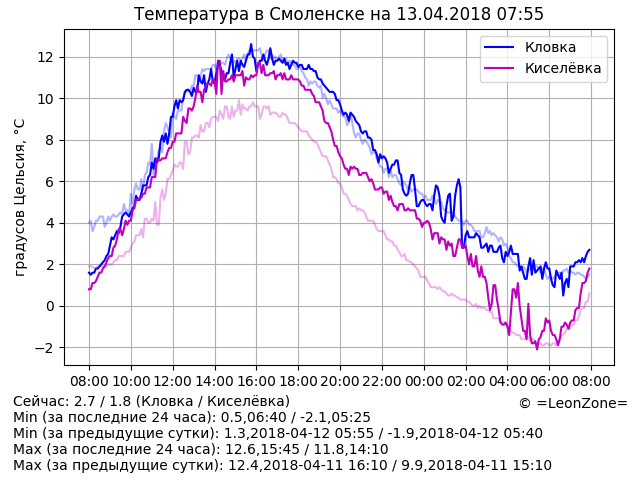 Температура в Смоленске на 13.04.2018 07:55
градусов Цельсия, °C
12
10
8
6
4
2
0
−2
Кловка
Киселёвка
08:00 10:00 12:00 14:00 16:00 18:00 20:00 22:00 00:00 02:00 04:00 06:00 08:00
Сейчас: 2.7 / 1.8 (Кловка / Киселёвка)
© =LeonZone=
Min (за последние 24 часа): 0.5,06:40 / -2.1,05:25
Min (за предыдущие сутки): 1.3,2018-04-12 05:55 / -1.9,2018-04-12 05:40
Max (за последние 24 часа): 12.6,15:45 / 11.8,14:10
Max (за предыдущие сутки): 12.4,2018-04-11 16:10 / 9.9,2018-04-11 15:10